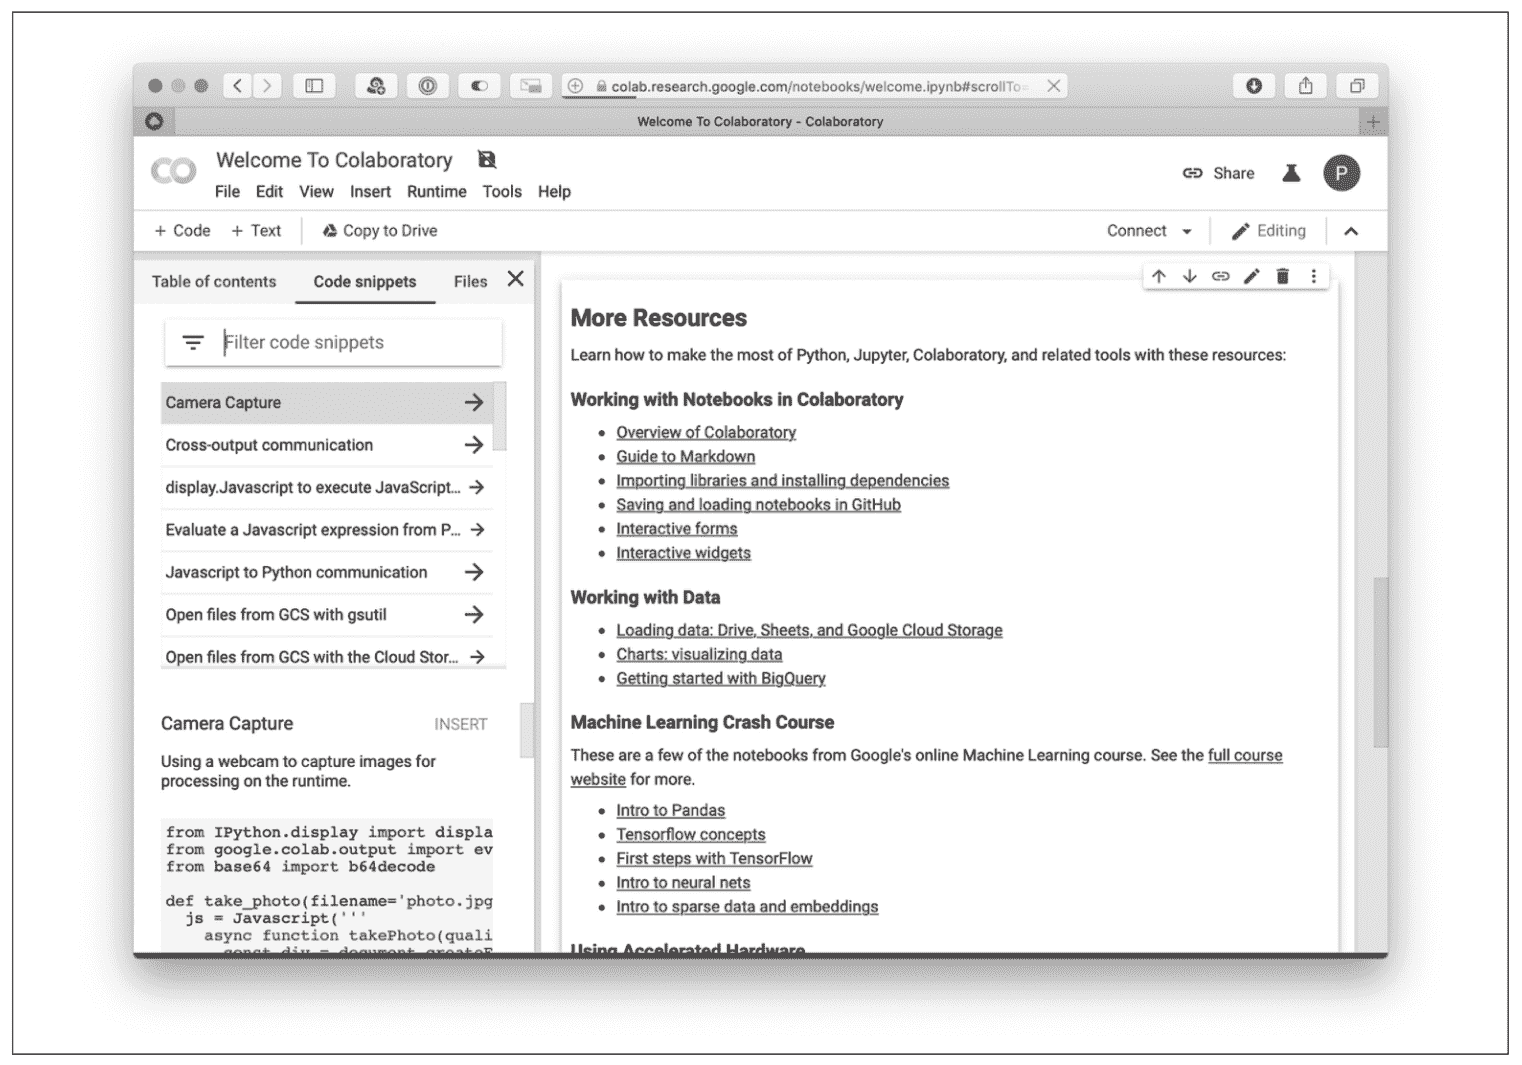 colab.research.google.com/notebooks/welcome.ipynb#scrollTo=
Welcome To Colaboratory - Colaboratory
CO
Welcome To Colaboratory
File Edit View Insert Runtime Tools Help
Share
P
+ Code + Text Copy to Drive
Connect Editing
Table of contents Code snippets Files
Filter code snippets
Camera Capture
Cross-output communication
display.Javascript to execute JavaScript...
Evaluate a Javascript expression from P...
Javascript to Python communication
Open files from GCS with gsutil
Open files from GCS with the Cloud Stor...
Camera Capture INSERT
Using a webcam to capture images for
processing on the runtime.
from IPython.display import displa
from google.colab.output import ev
from base64 import b64decode
def take_photo(filename='photo.jpg
js = Javascript('''
async function takePhoto(quali
const div = document.createE
More Resources
Learn how to make the most of Python, Jupyter, Colaboratory, and related tools with these resources:
Working with Notebooks in Colaboratory
• Overview of Colaboratory
• Guide to Markdown
• Importing libraries and installing dependencies
• Saving and loading notebooks in GitHub
• Interactive forms
• Interactive widgets
Working with Data
• Loading data: Drive, Sheets, and Google Cloud Storage
• Charts: visualizing data
• Getting started with BigQuery
Machine Learning Crash Course
These are a few of the notebooks from Google's online Machine Learning course. See the full course
website for more.
• Intro to Pandas
• Tensorflow concepts
• First steps with TensorFlow
• Intro to neural nets
• Intro to sparse data and embeddings
Using Accelerated Hardware